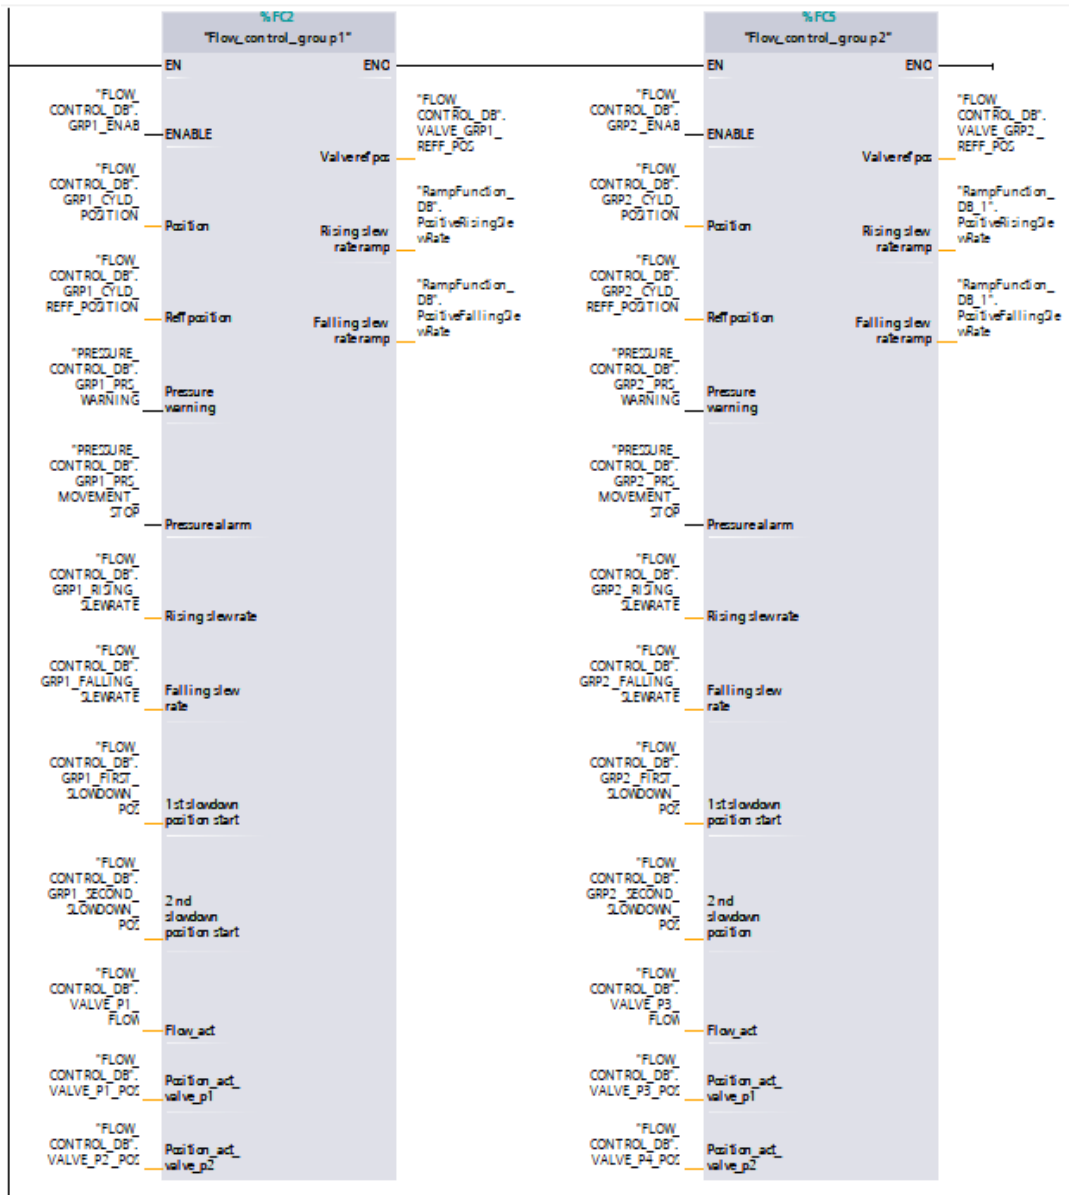 %FC2
"Flow_control_group1"
EN
ENO
"FLOW_
CONTROL_DB".
GRP1_ENAB
ENABLE
"FLOW_
CONTROL_DB".
GRP1_CYLD_
POSITION
Position
"FLOW_
CONTROL_DB".
GRP1_CYLD_
REFF_POSITION
Reff position
"PRESSURE_
CONTROL_DB".
GRP1_PRS_
WARNING
Pressure
warning
"PRESSURE_
CONTROL_DB".
GRP1_PRS_
MOVEMENT_
STOP
Pressure alarm
"FLOW_
CONTROL_DB".
GRP1_RISING_
SLEWRATE
Rising slewrate
"FLOW_
CONTROL_DB".
GRP1_FALLING_
SLEWRATE
Falling slew
rate
"FLOW_
CONTROL_DB".
GRP1_FIRST_
SLOWDOWN_
POS
1st slowdown
position start
"FLOW_
CONTROL_DB".
GRP1_SECOND_
SLOWDOWN_
POS
2 nd
slowdown
position start
"FLOW_
CONTROL_DB".
VALVE_P1_
FLOW
Flow_act
"FLOW_
CONTROL_DB".
VALVE_P1_POS
Position_act_
valve_p1
"FLOW_
CONTROL_DB".
VALVE_P2_POS
Position_act_
valve_p2
Valve ref pos
"FLOW_
CONTROL_DB".
VALVE_GRP1_
REFF_POS
Rising slew
rate ramp
"RampFunction_
DB".
PositiveRisingSle
wRate
Falling slew
rate ramp
"RampFunction_
DB".
PositiveFallingSle
wRate
%FC5
"Flow_control_group2"
EN
ENO
"FLOW_
CONTROL_DB".
GRP2_ENAB
ENABLE
"FLOW_
CONTROL_DB".
GRP2_CYLD_
POSITION
Position
"FLOW_
CONTROL_DB".
GRP2_CYLD_
REFF_POSITION
Reff position
"PRESSURE_
CONTROL_DB".
GRP2_PRS_
WARNING
Pressure
warning
"PRESSURE_
CONTROL_DB".
GRP2_PRS_
MOVEMENT_
STOP
Pressure alarm
"FLOW_
CONTROL_DB".
GRP2_RISING_
SLEWRATE
Rising slewrate
"FLOW_
CONTROL_DB".
GRP2_FALLING_
SLEWRATE
Falling slew
rate
"FLOW_
CONTROL_DB".
GRP2_FIRST_
SLOWDOWN_
POS
1st slowdown
position start
"FLOW_
CONTROL_DB".
GRP2_SECOND_
SLOWDOWN_
POS
2 nd
slowdown
position
"FLOW_
CONTROL_DB".
VALVE_P3_
FLOW
Flow_act
"FLOW_
CONTROL_DB".
VALVE_P3_POS
Position_act_
valve_p1
"FLOW_
CONTROL_DB".
VALVE_P4_POS
Position_act_
valve_p2
Valve ref pos
"FLOW_
CONTROL_DB".
VALVE_GRP2_
REFF_POS
Rising slew
rate ramp
"RampFunction_
DB_1".
PositiveRisingSle
wRate
Falling slew
rate ramp
"RampFunction_
DB_1".
PositiveFallingSle
wRate